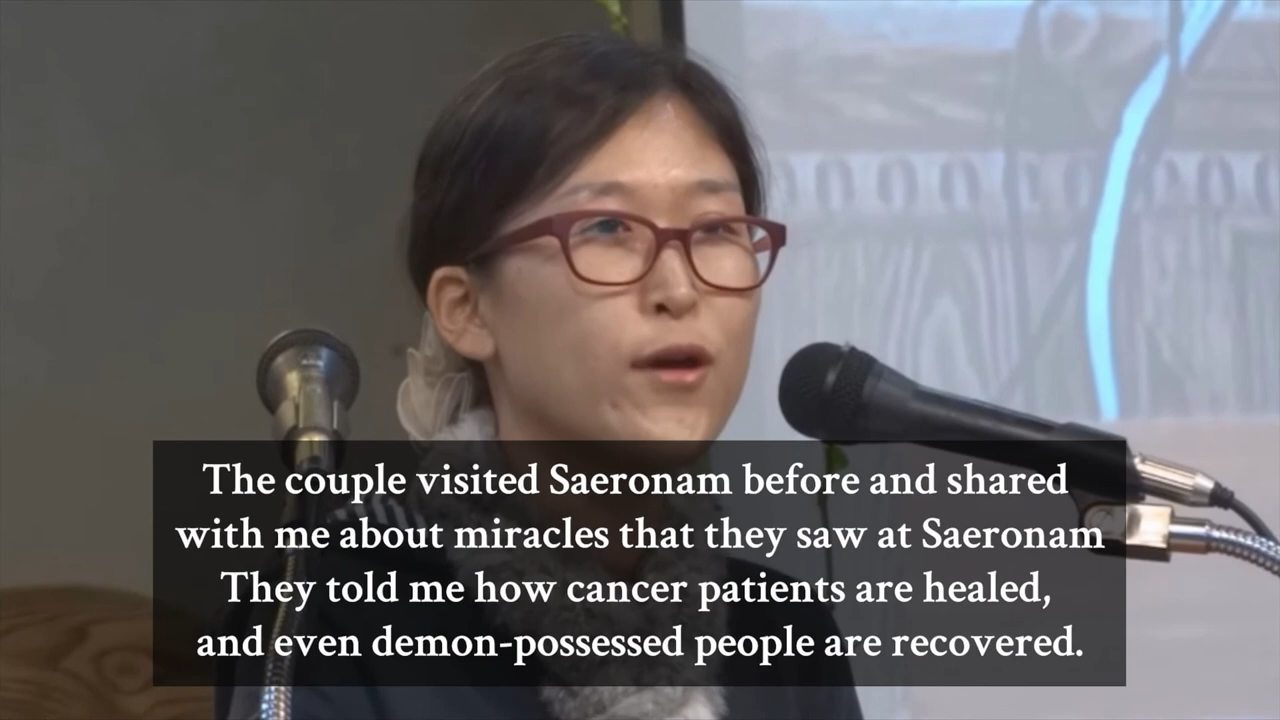 The couple visited Saeronam before and shared
with me about miracles that they saw at Saeronam
They told me how cancer patients are healed,
and even demon-possessed people are recovered.